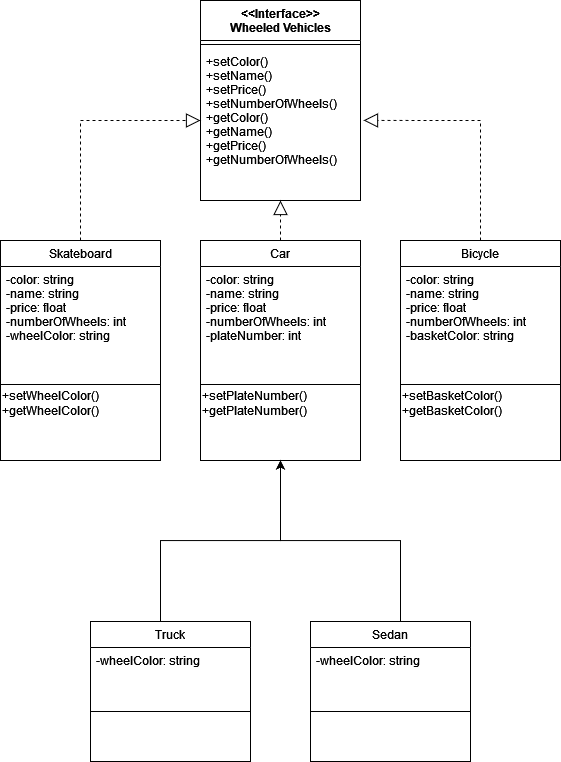 <<Interface>>
Wheeled Vehicles
+setColor()
+setName()
+setPrice()
+setNumberOfWheels()
+getColor()
+getName()
+getPrice()
+getNumberOfWheels()
Skateboard
-color: string
-name: string
-price: float
-numberOfWheels: int
-wheelColor: string
+setWheelColor()
+getWheelColor()
Car
-color: string
-name: string
-price: float
-numberOfWheels: int
-plateNumber: int
+setPlateNumber()
+getPlateNumber()
Bicycle
-color: string
-name: string
-price: float
-numberOfWheels: int
-basketColor: string
+setBasketColor()
+getBasketColor()
Truck
-wheelColor: string
Sedan
-wheelColor: string